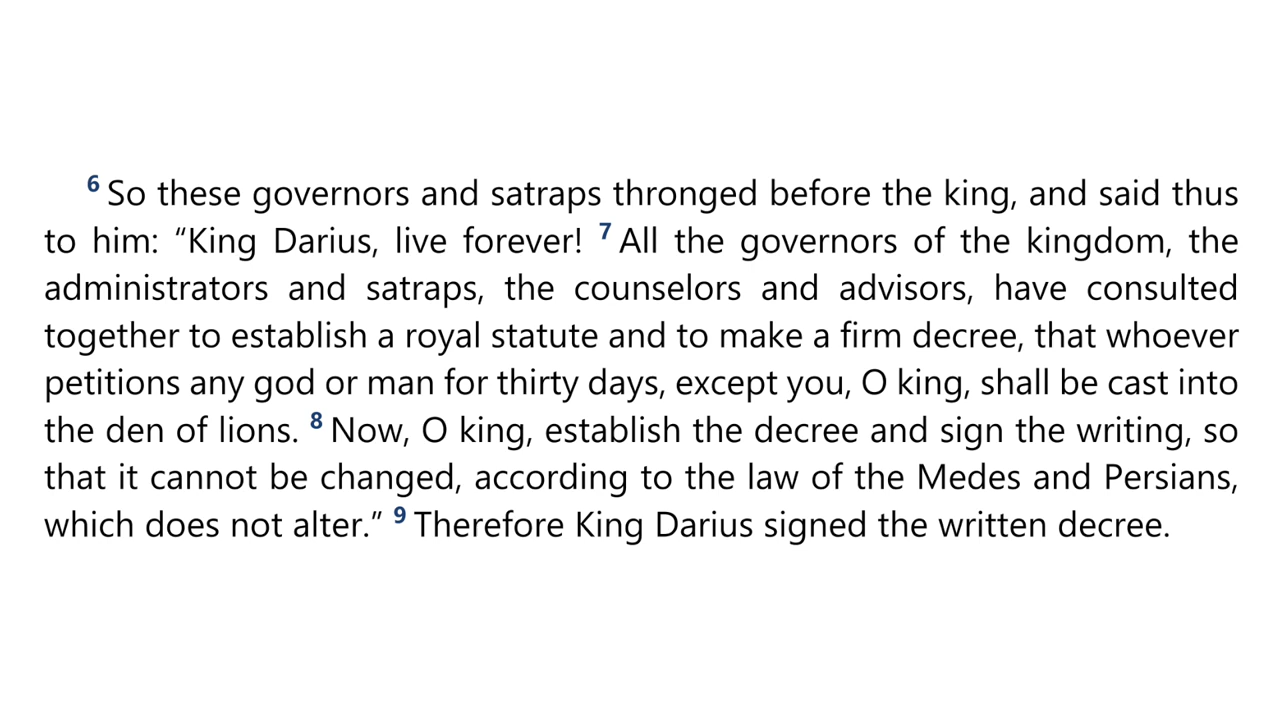 6 So these governors and satraps thronged before the king, and said thus
to him: “King Darius, live forever! 7 All the governors of the kingdom, the
administrators and satraps, the counselors and advisors, have consulted
together to establish a royal statute and to make a firm decree, that whoever
petitions any god or man for thirty days, except you, O king, shall be cast into
the den of lions. 8 Now, O king, establish the decree and sign the writing, so
that it cannot be changed, according to the law of the Medes and Persians,
which does not alter.” 9 Therefore King Darius signed the written decree.